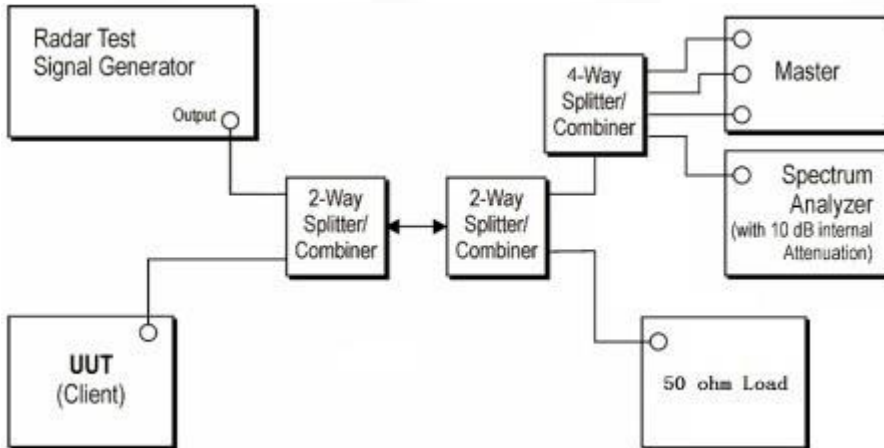 Radar Test
Signal Generator
Output
4-Way
Splitter/
Combiner
Master
2-Way
Splitter/
Combiner
2-Way
Splitter/
Combiner
Spectrum
Analyzer
(with 10 dB internal
Attenuation)
UUT
(Client)
50 ohm Load